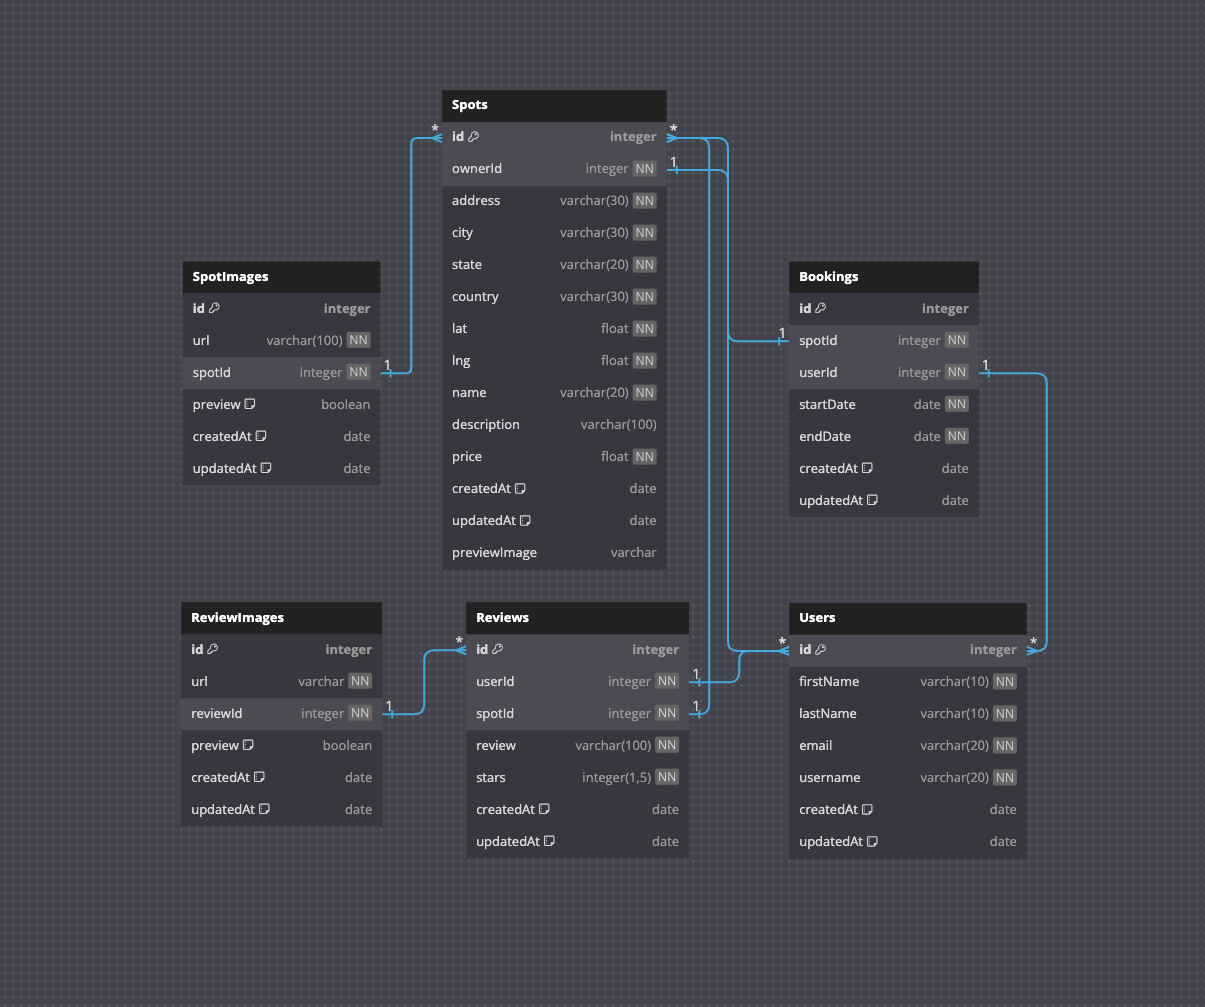 Spots
* id integer *
ownerId integer NN 1
address varchar(30) NN
city varchar(30) NN
state varchar(20) NN
country varchar(30) NN
lat float NN
lng float NN
name varchar(20) NN
description varchar(100)
price float NN
createdAt date
updatedAt date
previewImage varchar
SpotImages
id integer
url varchar(100) NN
spotId integer NN 1
preview boolean
createdAt date
updatedAt date
Bookings
id integer
1 spotId integer NN
userId integer NN 1
startDate date NN
endDate date NN
createdAt date
updatedAt date
ReviewImages
id integer
url varchar NN
reviewId integer NN 1
preview boolean
createdAt date
updatedAt date
Reviews
* id integer
userId integer NN 1
spotId integer NN 1
review varchar(100) NN
stars integer(1,5) NN
createdAt date
updatedAt date
Users
* id integer *
firstName varchar(10) NN
lastName varchar(10) NN
email varchar(20) NN
username varchar(20) NN
createdAt date
updatedAt date